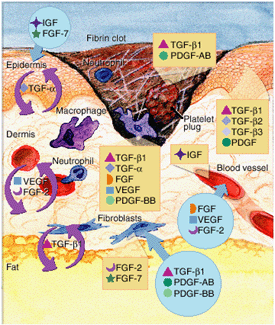 IGF
FGF-7
Fibrin clot
TGF-β1
PDGF-AB
Epidermis
Neutrophil
TGF-α
Macrophage
Platelet
plug
TGF-β1
TGF-β2
TGF-β3
PDGF
Dermis
Neutrophil
TGF-β1
TGF-α
FGF
VEGF
PDGF-BB
IGF
Blood
vessel
VEGF
FGF-2
FGF
VEGF
FGF-2
Fibroblasts
TGF-β1
Fat
FGF-2
FGF-7
TGF-β1
PDGF-AB
PDGF-BB